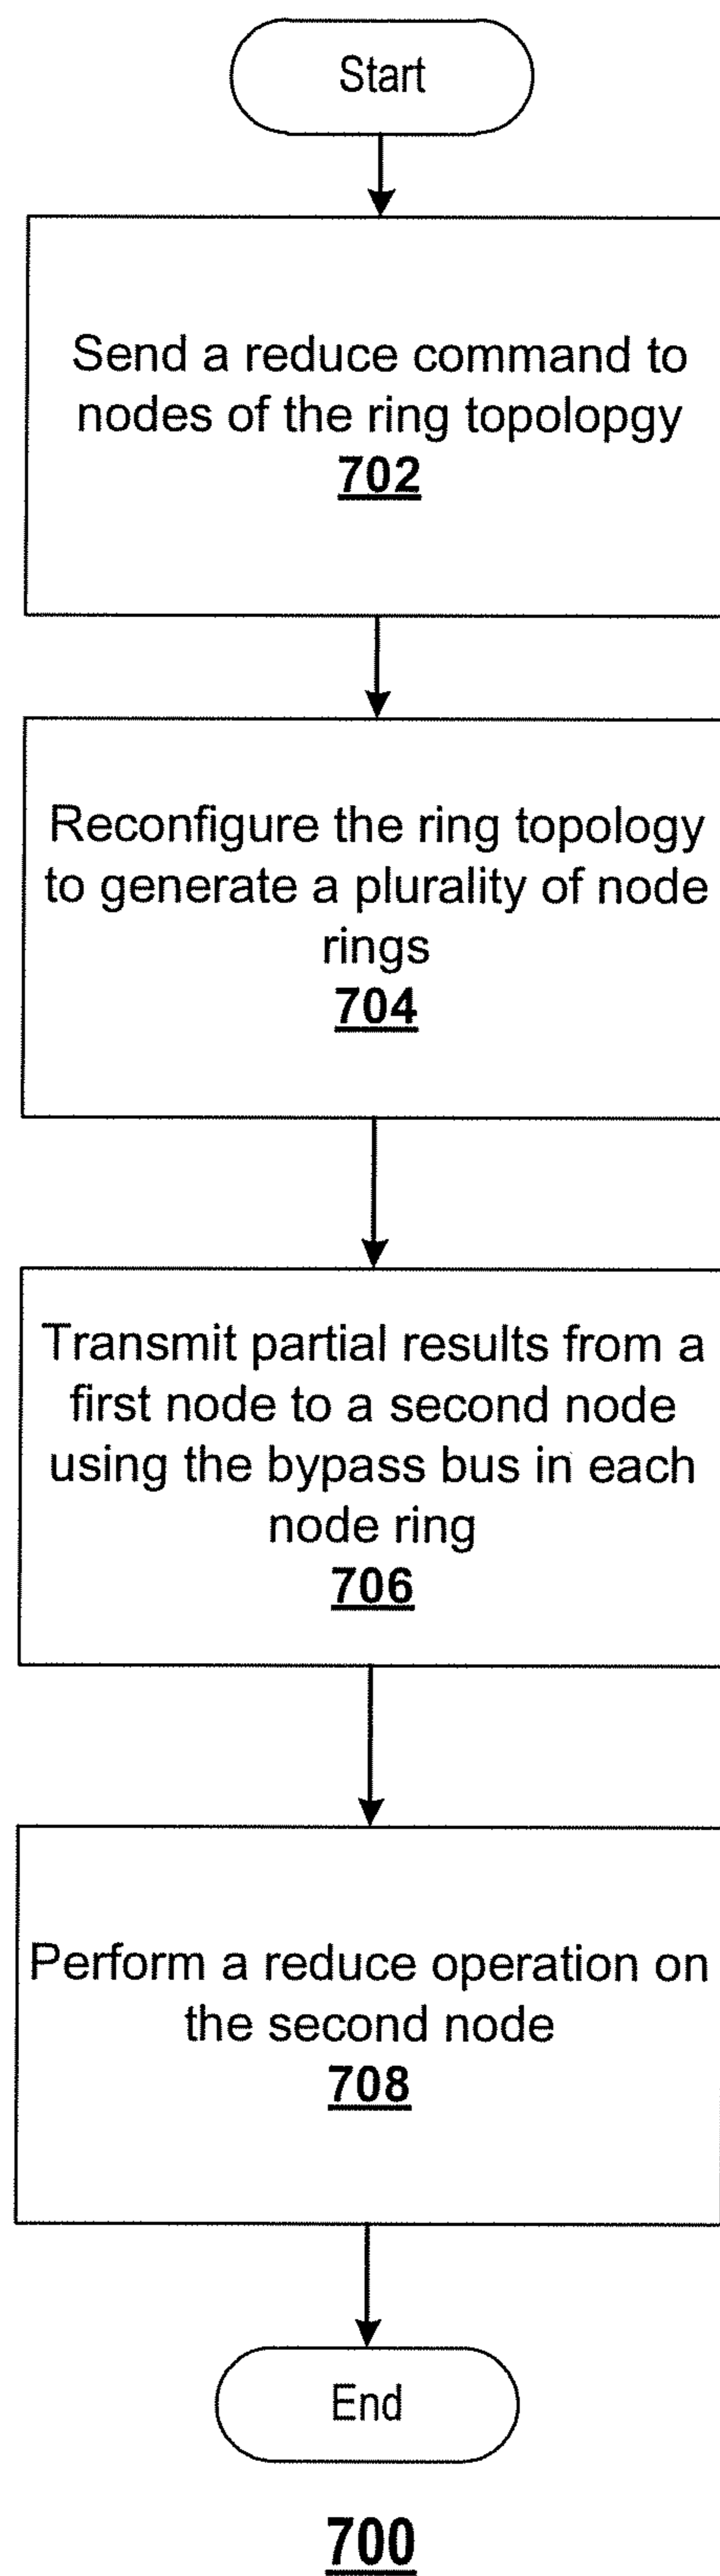 Start
Send a reduce command to
nodes of the ring topolopgy
702
Reconfigure the ring topology
to generate a plurality of node
rings
704
Transmit partial results from a
first node to a second node
using the bypass bus in each
node ring
706
Perform a reduce operation on
the second node
708
End
700